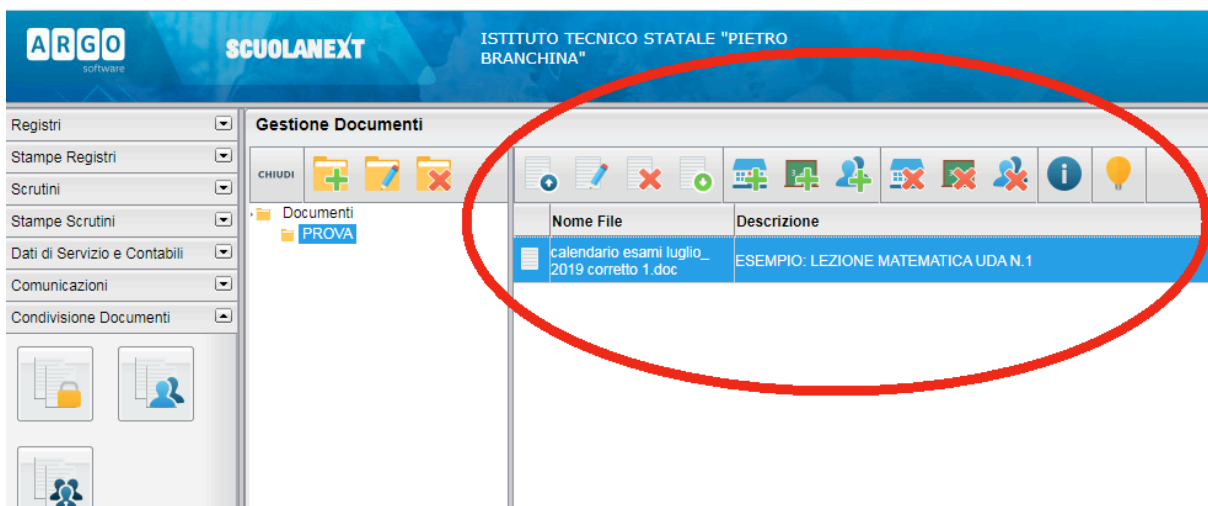 ARGO
software
SCUOLANEXT
ISTITUTO TECNICO STATALE "PIETRO
BRANCHINA"
Registri
Stampe Registri
Scrutini
Stampe Scrutini
Dati di Servizio e Contabili
Comunicazioni
Condivisione Documenti
Gestione Documenti
CHIUDI
Documenti
PROVA
Nome File
Descrizione
calendario esami luglio_
2019 corretto 1.doc
ESEMPIO: LEZIONE MATEMATICA UDA N.1